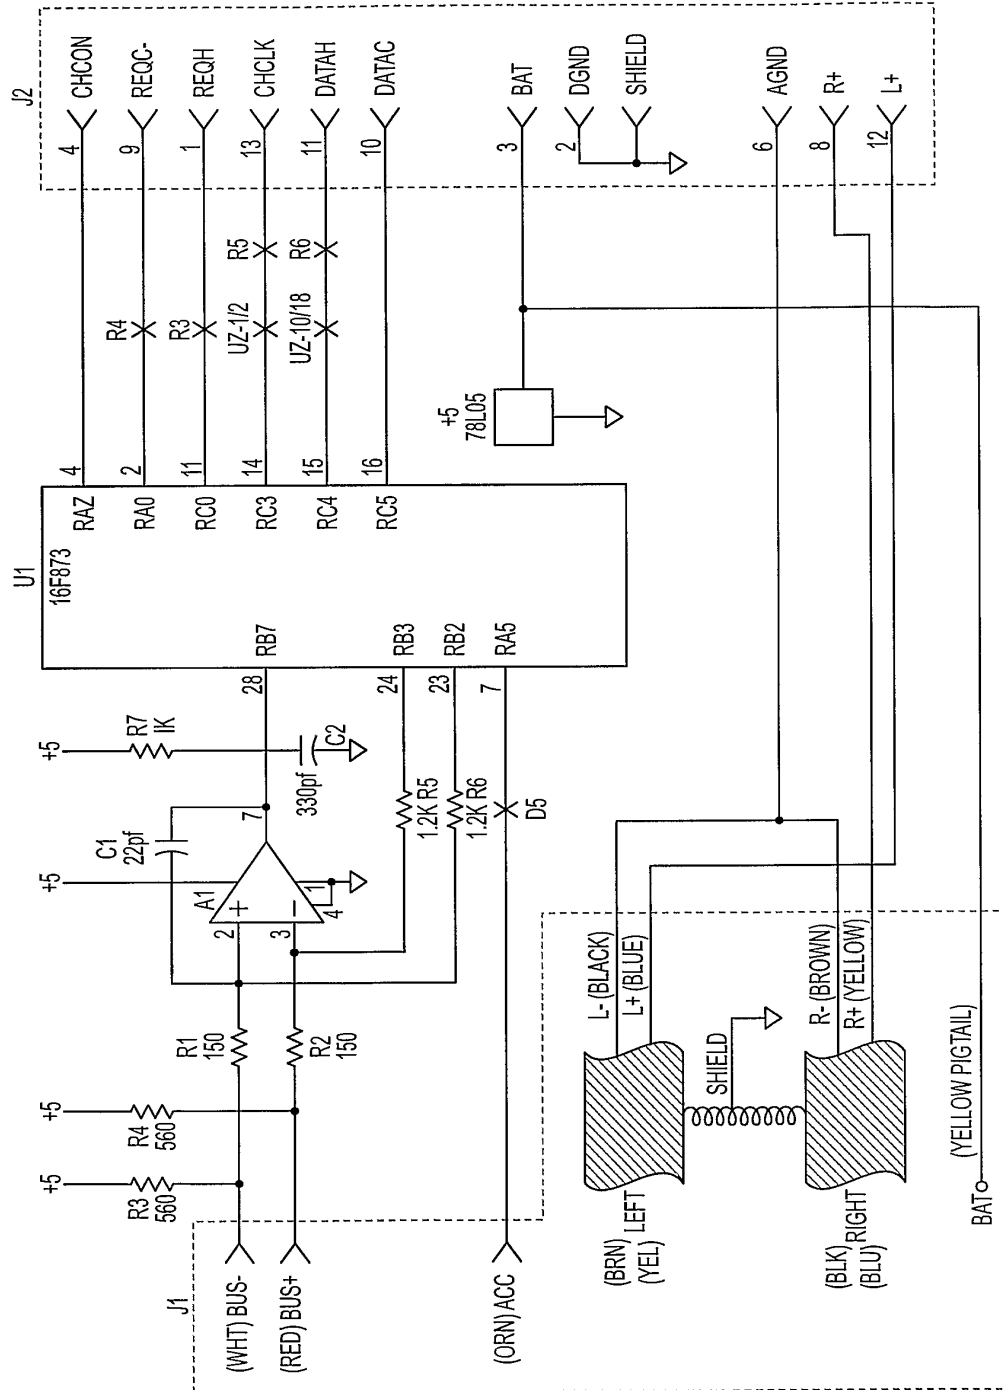 J2
4
CHCON
9
REQC-
1
REQH
13
CHCLK
11
DATAH
10
DATAC
3
BAT
2
DGND
SHIELD
6
AGND
8
R+
12
L+
R4
R3
UZ-1/2
R5
UZ-10/18
R6
+5
78L05
U1
16F873
4
RAZ
2
RA0
11
RC0
14
RC3
15
RC4
16
RC5
RB7
28
RB3
24
RB2
23
RA5
7
+5
R7
IK
330pf
C2
C1
22pf
+5
A1
7
+
-
2
3
1
4
1.2K R5
1.2K R6
D5
R1
150
R2
150
+5
R4
560
+5
R3
560
J1
(WHT) BUS-
(RED) BUS+
(ORN) ACC
L- (BLACK)
L+ (BLUE)
SHIELD
R- (BROWN)
R+ (YELLOW)
(BRN)
(YEL)
LEFT
(BLK)
(BLU)
RIGHT
(YELLOW PIGTAIL)
BAT